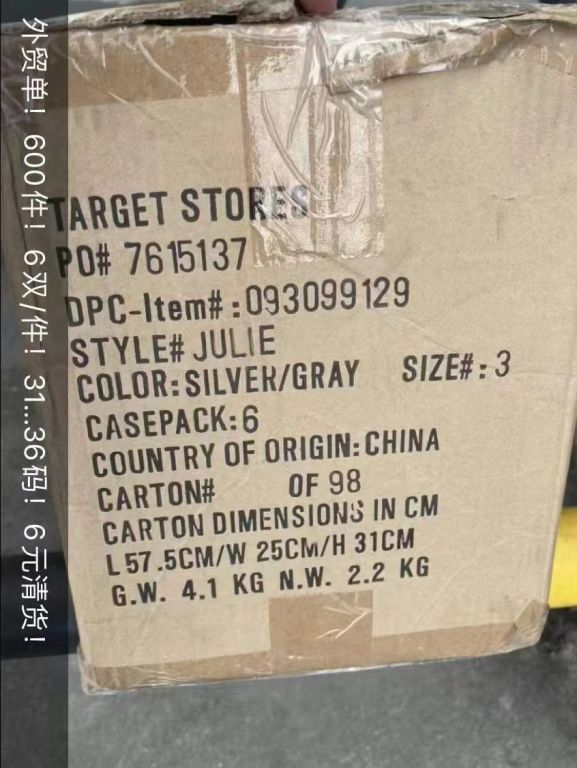 外贸单！600件！6双/件！31...36码！6元清货！
TARGET STORES
PO# 7615137
DPC-Item#:093099129
STYLE# JULIE
COLOR:SILVER/GRAY SIZE#:3
CASEPACK:6
COUNTRY OF ORIGIN:CHINA
CARTON# OF 98
CARTON DIMENSIONS IN CM
L57.5CM/W 25CM/H 31CM
G.W. 4.1 KG N.W. 2.2 KG